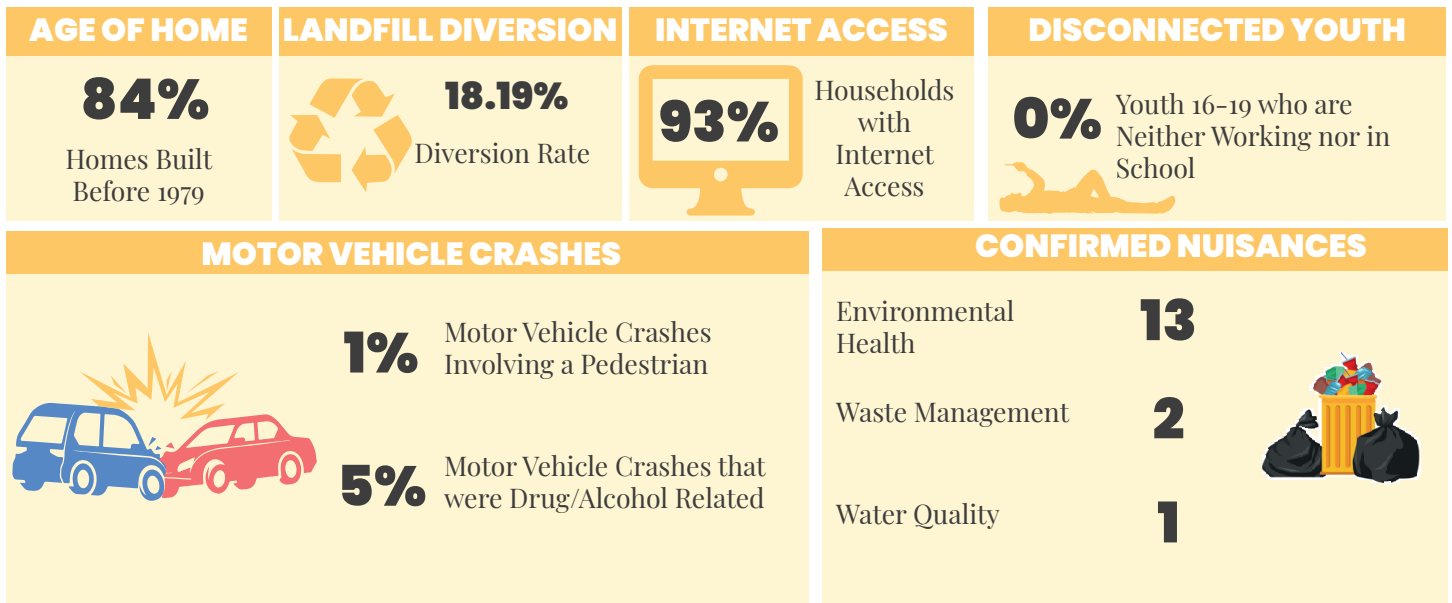 AGE OF HOME
84%
Homes Built
Before 1979
LANDFILL DIVERSION
18.19%
Diversion Rate
INTERNET ACCESS
93%
Households
with
Internet
Access
DISCONNECTED YOUTH
0%
Youth 16-19 who are
Neither Working nor in
School
MOTOR VEHICLE CRASHES
1%
Motor Vehicle Crashes
Involving a Pedestrian
5%
Motor Vehicle Crashes that
were Drug/Alcohol Related
CONFIRMED NUISANCES
Environmental
Health
13
Waste Management
2
Water Quality
1